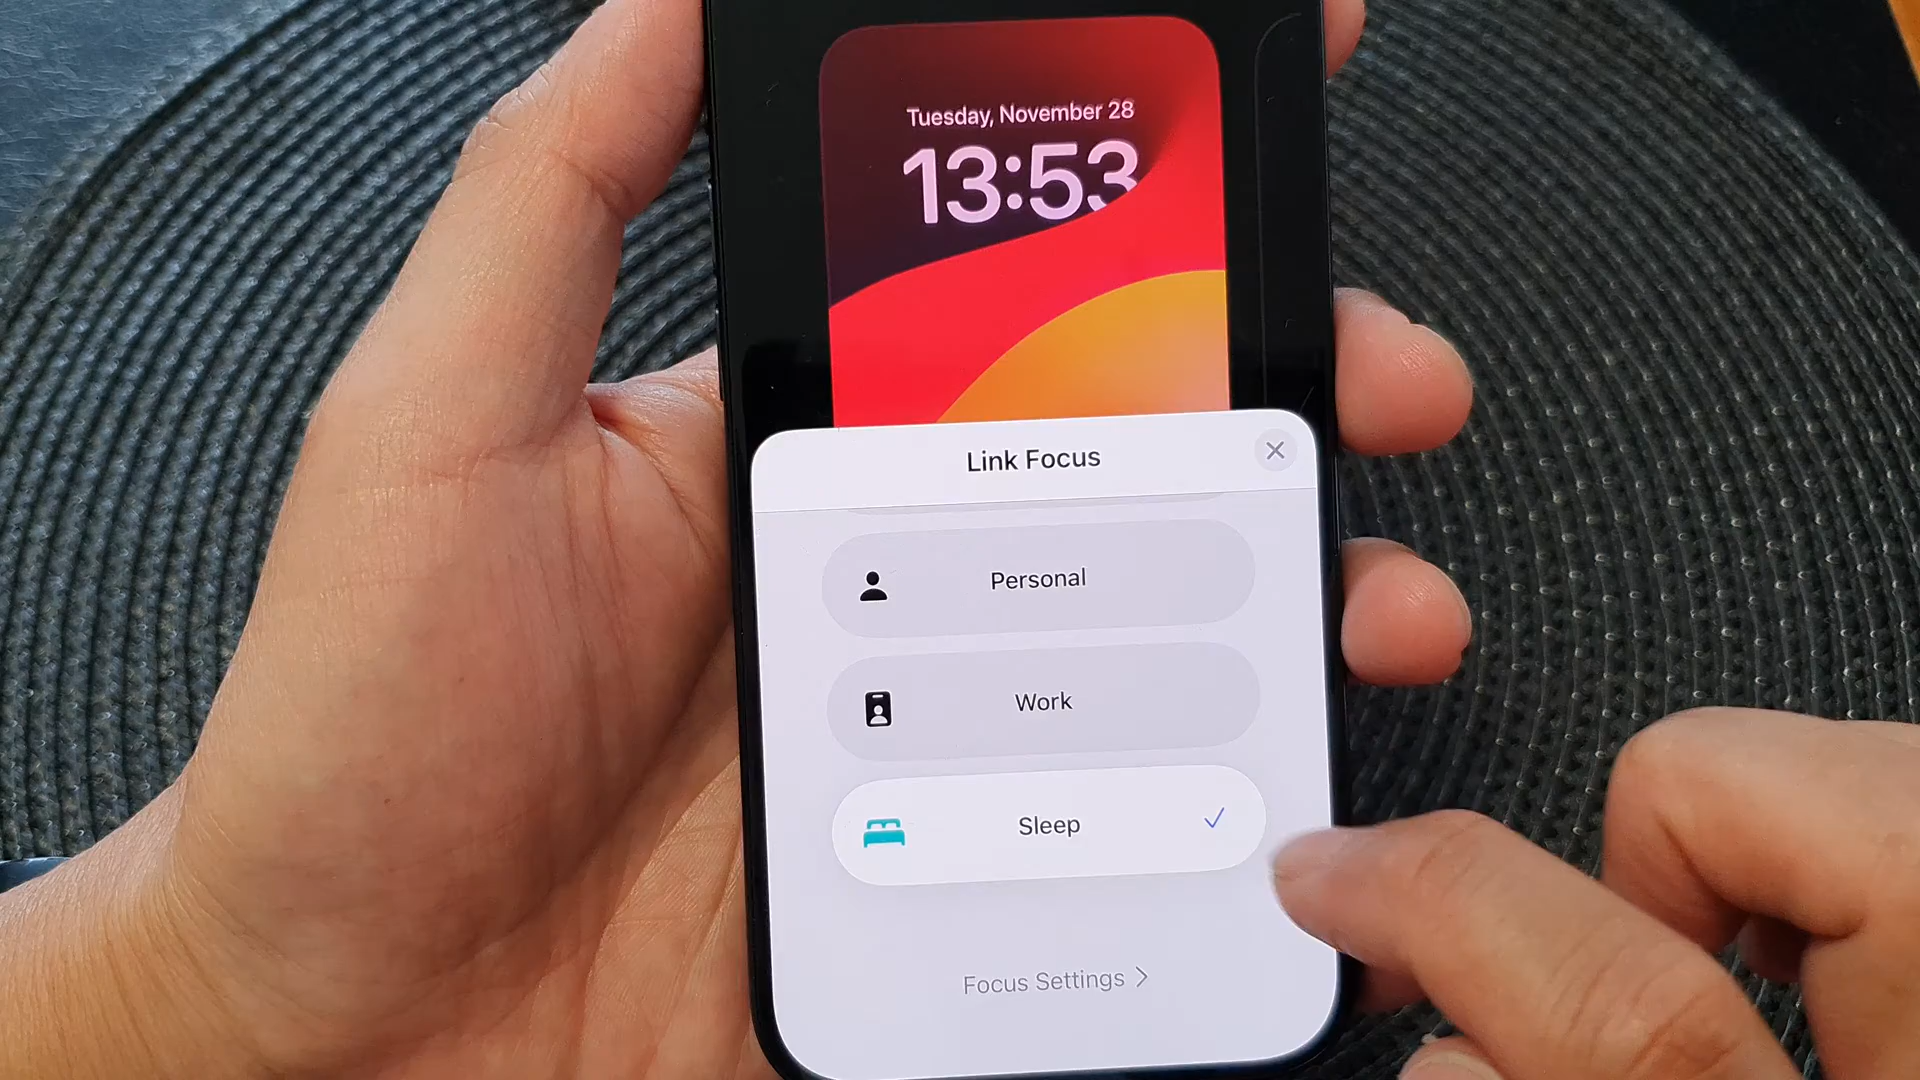 Tuesday, November 28
13:53
Link Focus
Personal
Work
Sleep
Focus Settings